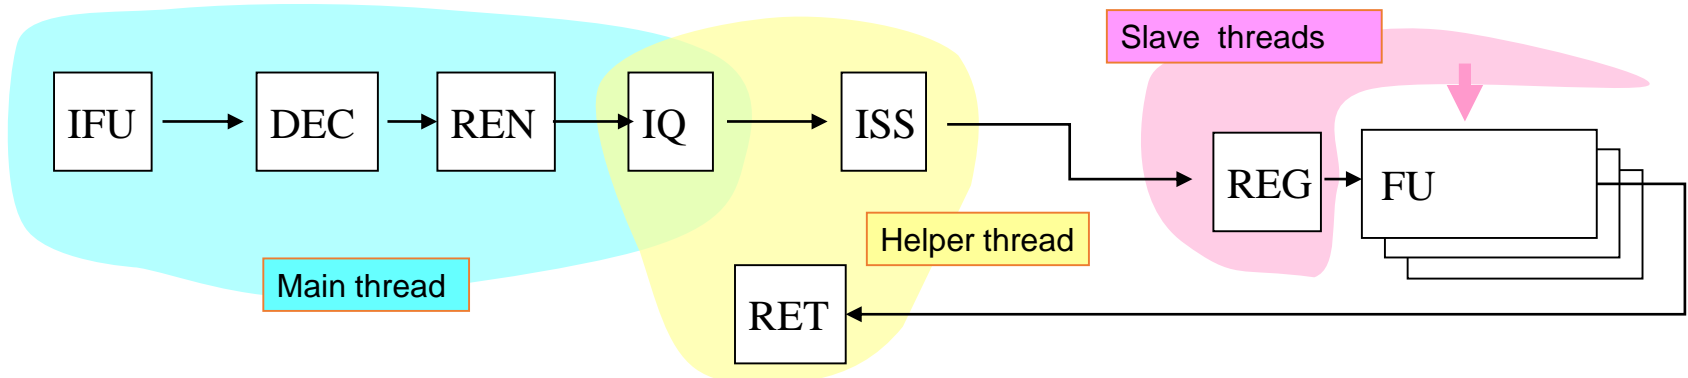 Slave threads
IFU
DEC
REN
IQ
ISS
REG
FU
Helper thread
Main thread
RET